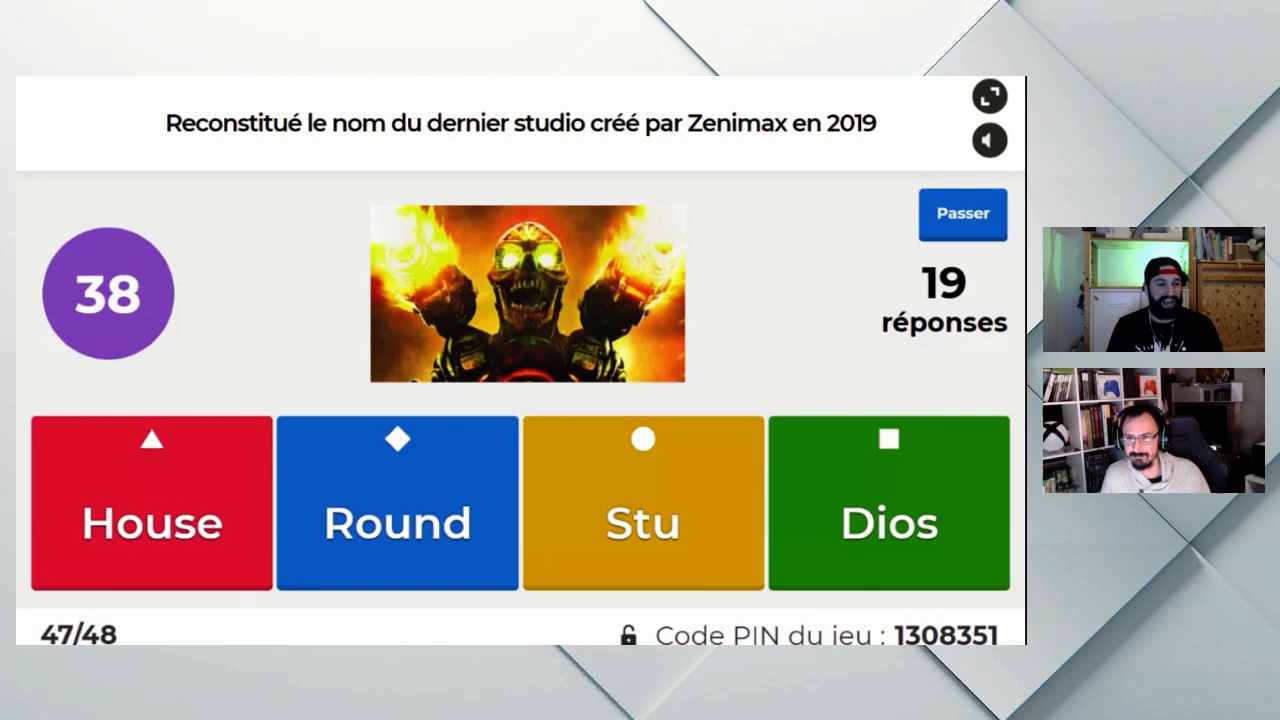 Reconstitué le nom du dernier studio créé par Zenimax en 2019
Passer
38
19
réponses
House
Round
Stu
Dios
47/48
Code PIN du jeu : 1308351